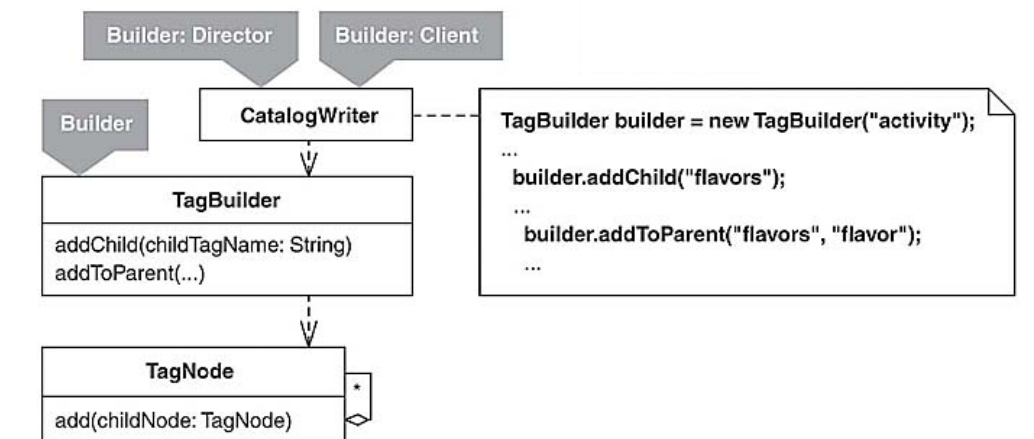 Builder: Director
Builder: Client
CatalogWriter
Builder
TagBuilder
addChild(childTagName: String)
addToParent(...)
TagNode
*
add(childNode: TagNode)
TagBuilder builder = new TagBuilder("activity");
...
builder.addChild("flavors");
...
builder.addToParent("flavors", "flavor");
...